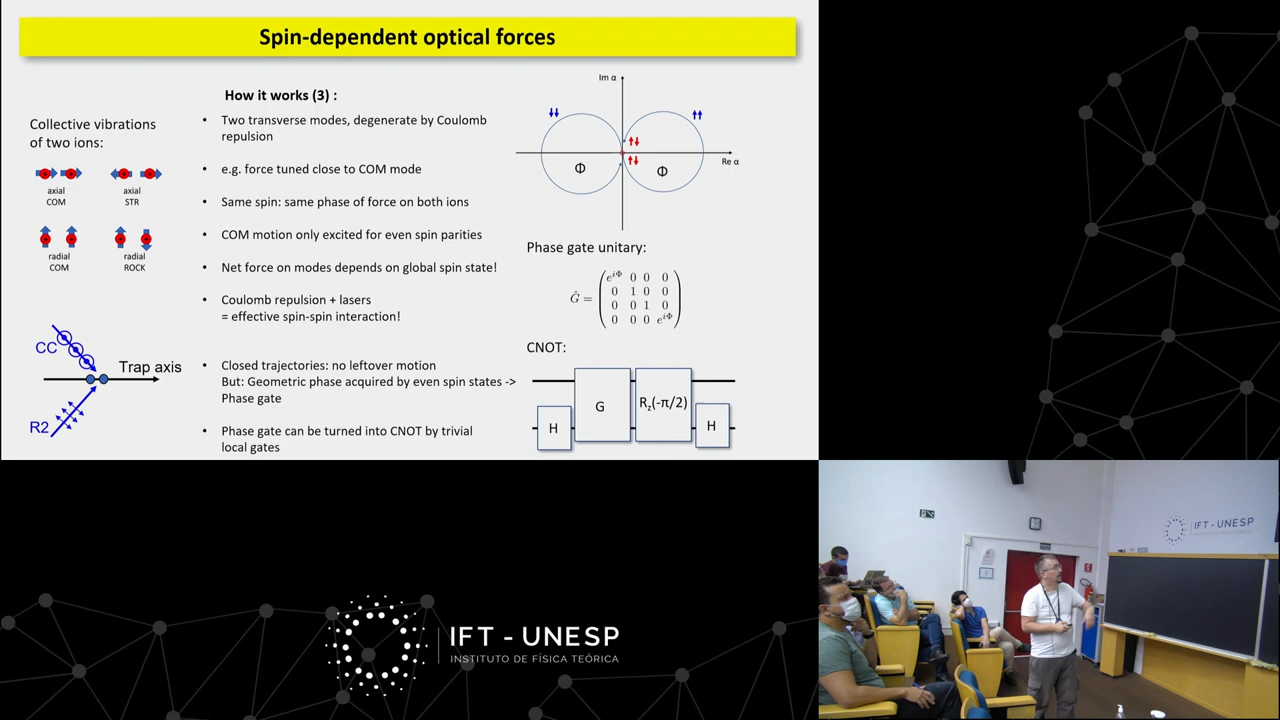 Spin-dependent optical forces
Collective vibrations
of two ions:
axial
COM
axial
STR
radial
COM
radial
ROCK
CC
Trap axis
R2
How it works (3) :
• Two transverse modes, degenerate by Coulomb
repulsion
• e.g. force tuned close to COM mode
• Same spin: same phase of force on both ions
• COM motion only excited for even spin parities
• Net force on modes depends on global spin state!
• Coulomb repulsion + lasers
= effective spin-spin interaction!
• Closed trajectories: no leftover motion
But: Geometric phase acquired by even spin states ->
Phase gate
• Phase gate can be turned into CNOT by trivial
local gates
Im α
↓↓
↑↑
↑↓
↑↓
Re α
Φ
Φ
Phase gate unitary:
Ĝ =
e^{iΦ} 0 0 0
0 1 0 0
0 0 1 0
0 0 0 e^{iΦ}
CNOT:
H
G
R_z(-π/2)
H
IFT - UNESP
IFT - UNESP
INSTITUTO DE FÍSICA TEÓRICA